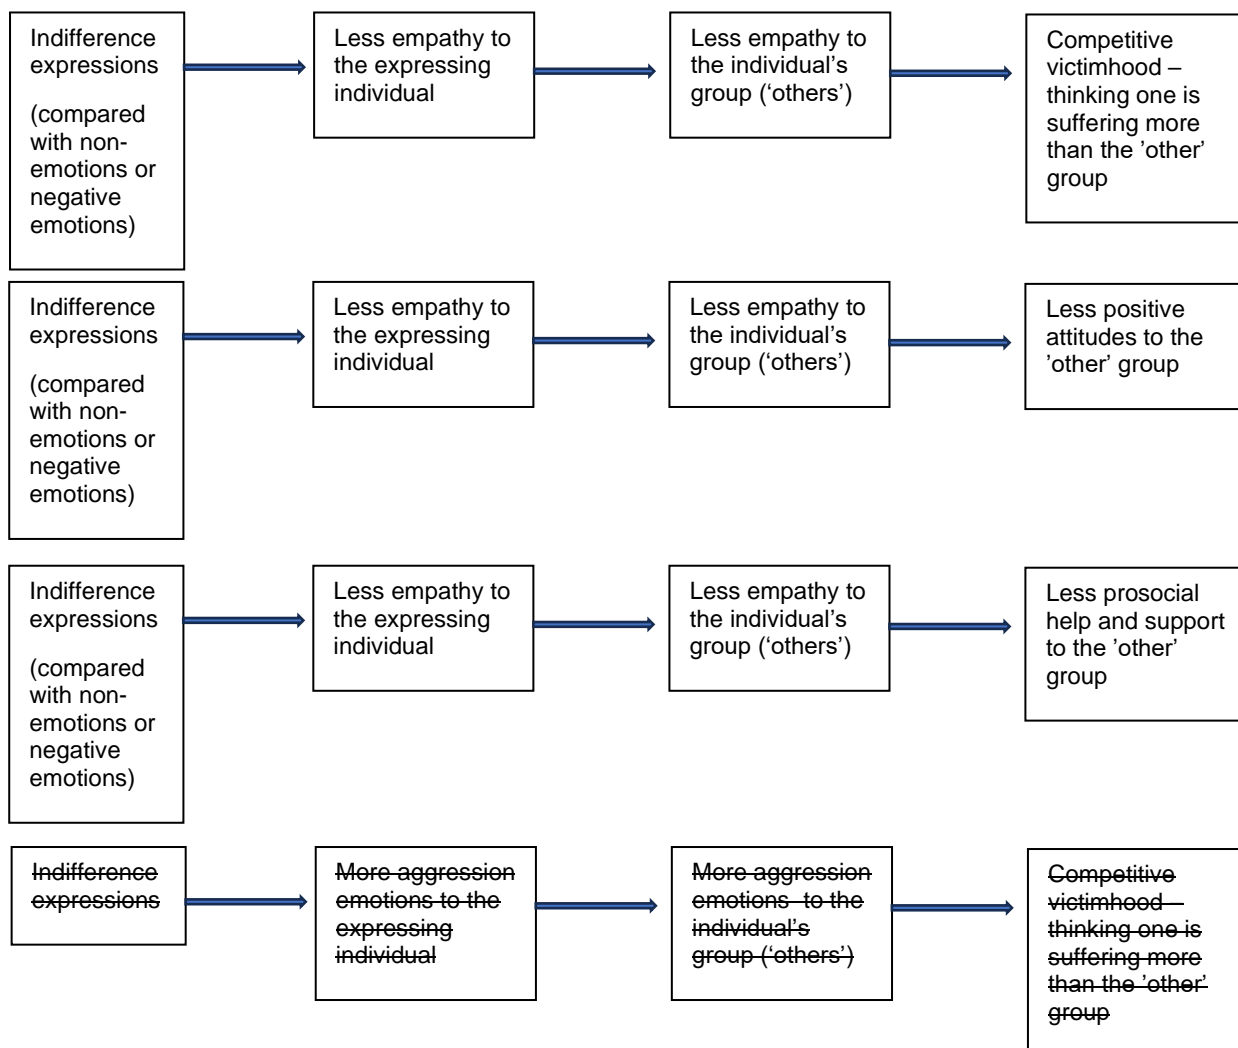 Indifference
expressions
(compared
with non-
emotions or
negative
emotions)
Less empathy to
the expressing
individual
Less empathy to
the individual's
group (‘others’)
Competitive
victimhood –
thinking one is
suffering more
than the ’other’
group
Indifference
expressions
(compared
with non-
emotions or
negative
emotions)
Less empathy to
the expressing
individual
Less empathy to
the individual’s
group (‘others’)
Less positive
attitudes to the
’other’ group
Indifference
expressions
(compared
with non-
emotions or
negative
emotions)
Less empathy to
the expressing
individual
Less empathy to
the individual’s
group (‘others’)
Less prosocial
help and support
to the ’other’
group
Indifference
expressions
More aggression
emotions to the
expressing
individual
More aggression
emotions to the
individual’s
group (‘others’)
Competitive
victimhood –
thinking one is
suffering more
than the ’other’
group